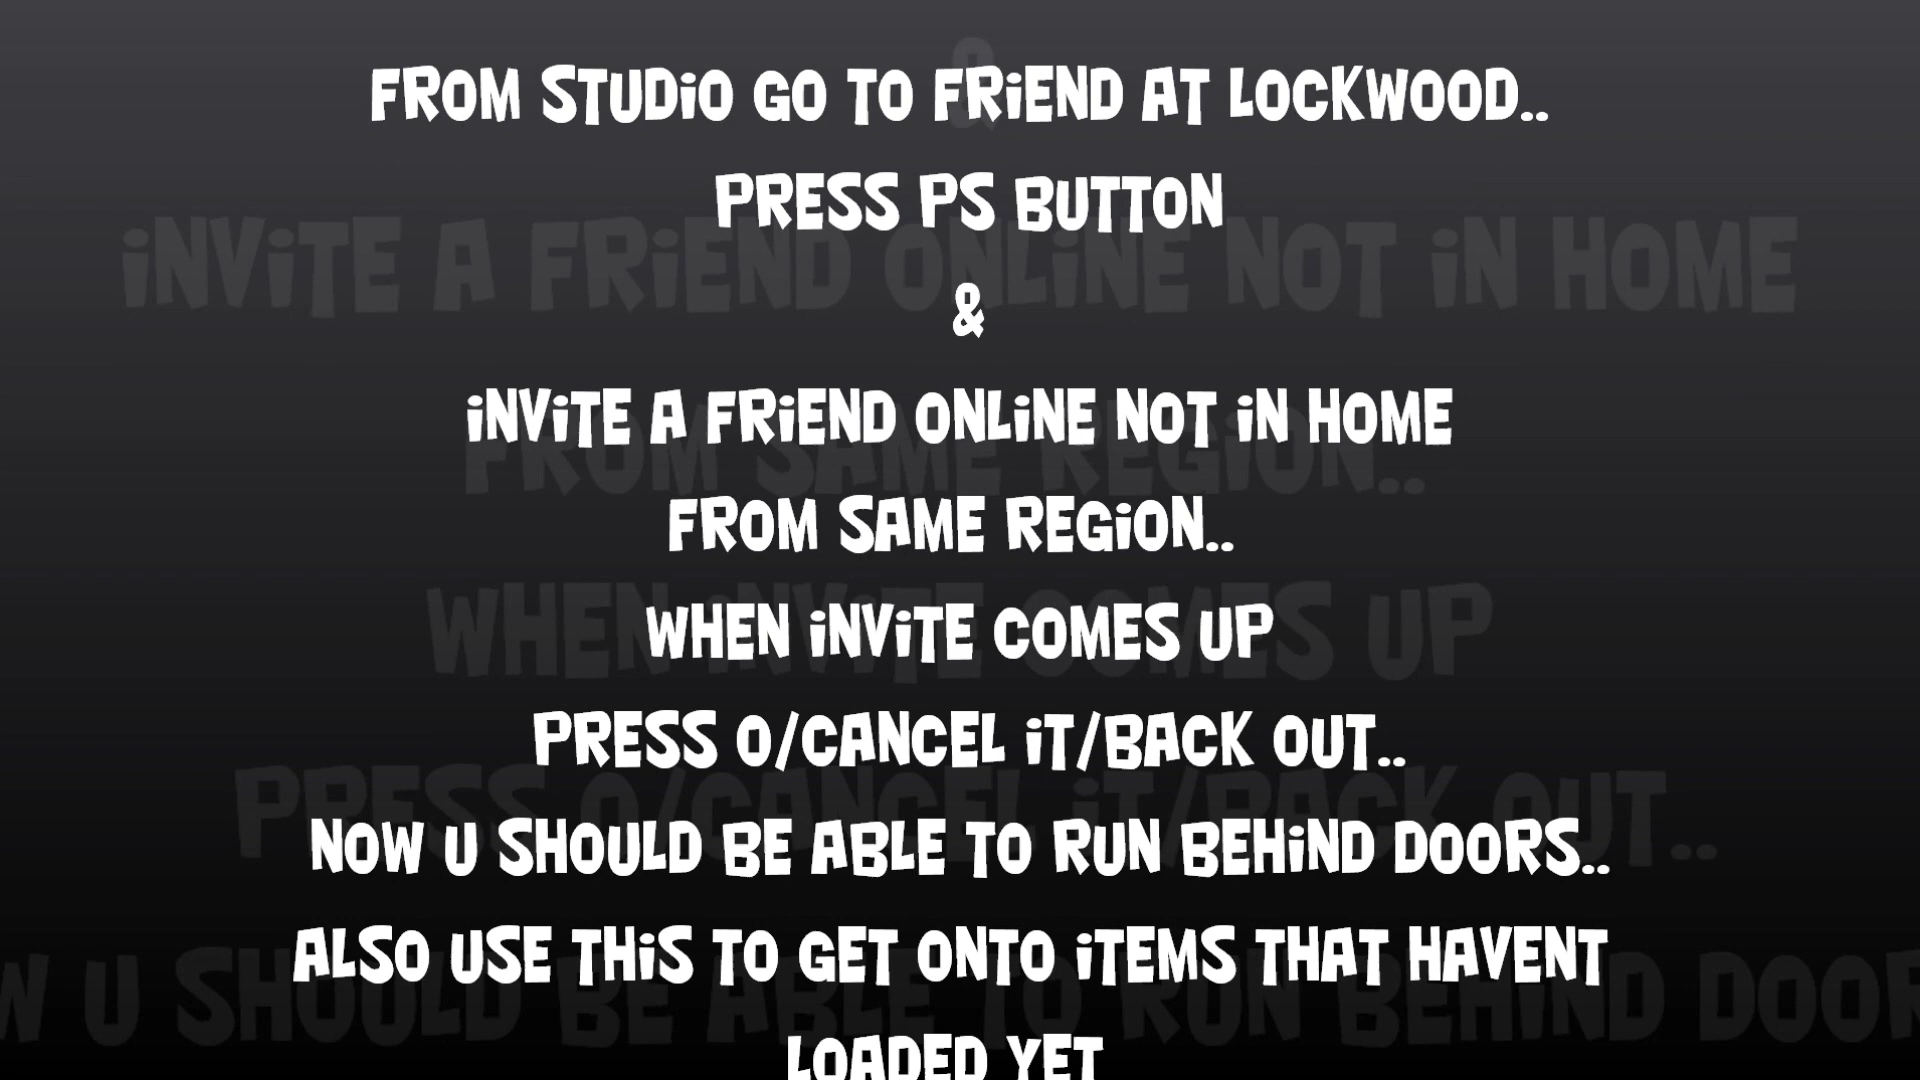 FROM STUDiO GO TO FRiEND AT LOCKWOOD..
PRESS PS BUTTON
&
iNViTE A FRiEND ONLiNE NOT iN HOME
FROM SAME REGiON..
WHEN iNViTE COMES UP
PRESS O/CANCEL iT/BACK OUT..
NOW U SHOULD BE ABLE TO RUN BEHiND DOORS..
ALSO USE THiS TO GET ONTO iTEMS THAT HAVENT
LOADED YET